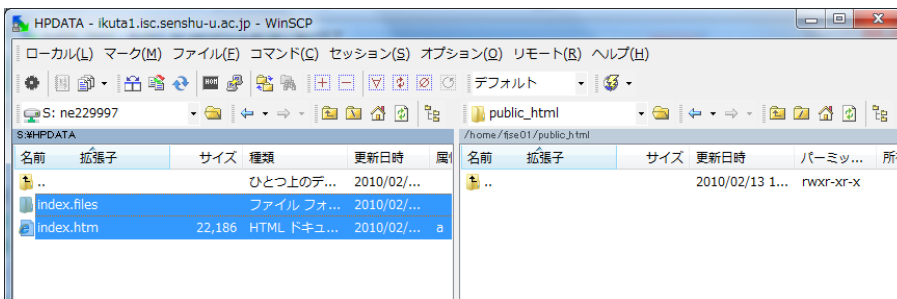 HPDATA - ikuta1.isc.senshu-u.ac.jp - WinSCP
ローカル(L) マーク(M) ファイル(F) コマンド(C) セッション(S) オプション(O) リモート(R) ヘルプ(H)
デフォルト
S: ne229997
public_html
S:¥HPDATA
/home/fise01/public_html
名前 拡張子 サイズ 種類 更新日時 属
名前 拡張子 サイズ 更新日時 パーミッ... 所
.. ひとつ上のデ... 2010/02/...
.. 2010/02/13 1... rwxr-xr-x
index.files ファイル フォ... 2010/02/...
index.htm 22,186 HTML ドキュ... 2010/02/... a